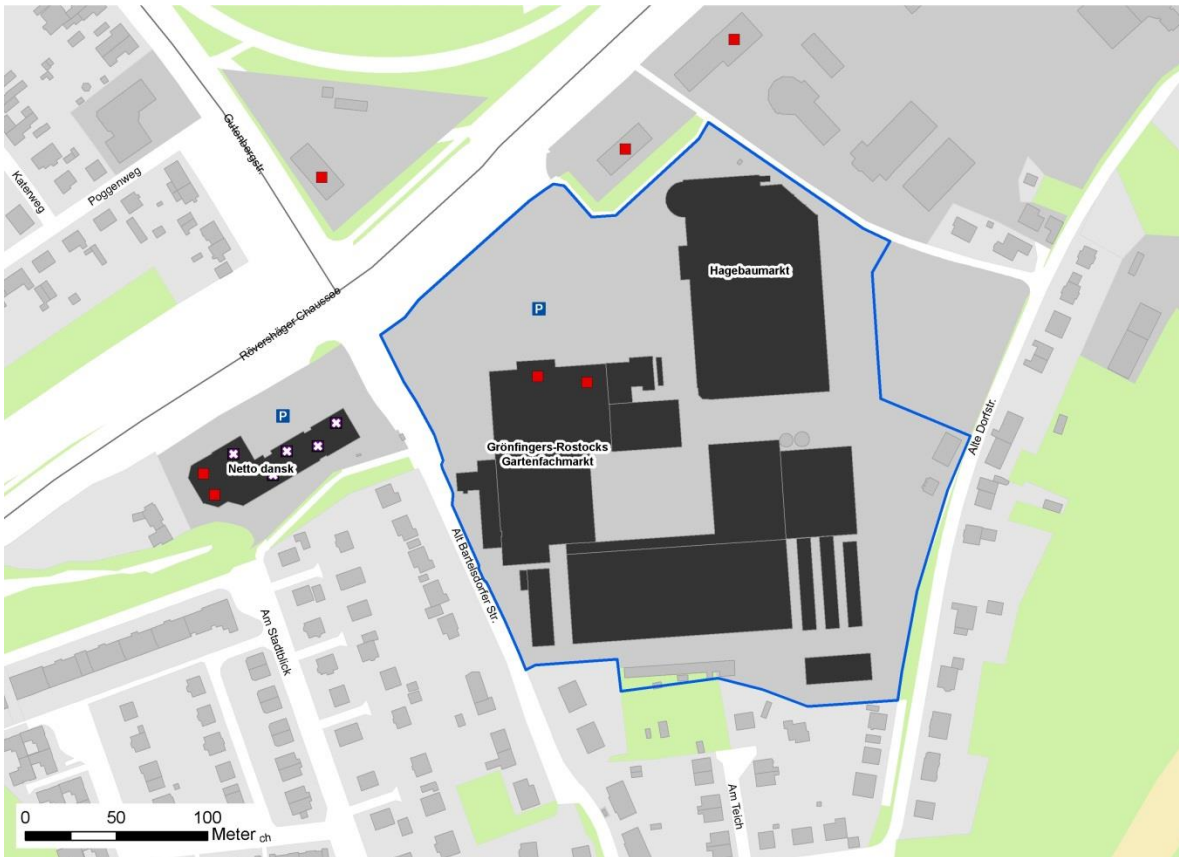 Gutenbergstr.
Katerweg
Poggenweg
Hagebaumarkt
Rövershäger Chaussee
P
P
Alte Dorfstr.
Grönfingers-Rostocks
Gartenfachmarkt
Netto dansk
Alt Bartelsdorfer Str.
Am Stadtblick
Am Teich
0 50 100
Meter
ch